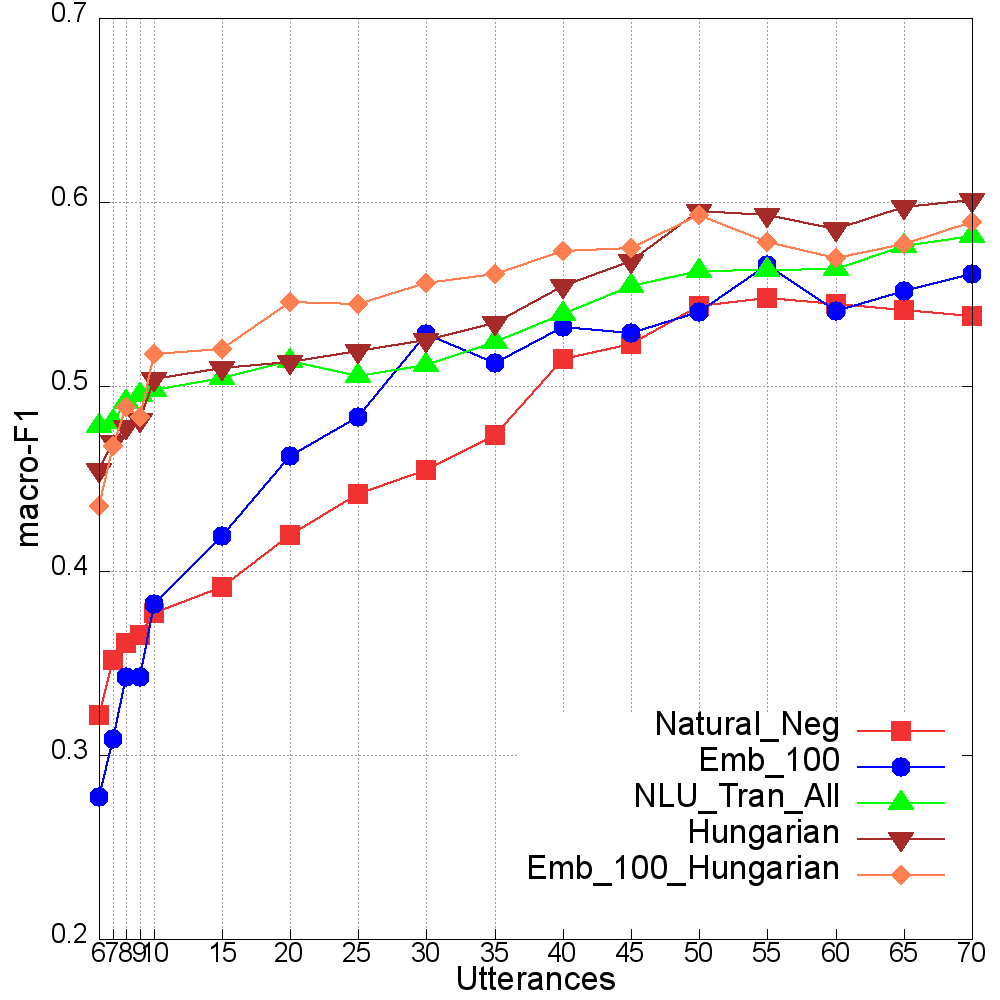 0.7
0.6
0.5
0.4
0.3
0.2
macro-F1
Natural_Neg
Emb_100
NLU_Tran_All
Hungarian
Emb_100_Hungarian
6 7 8 9 10 15 20 25 30 35 40 45 50 55 60 65 70
Utterances